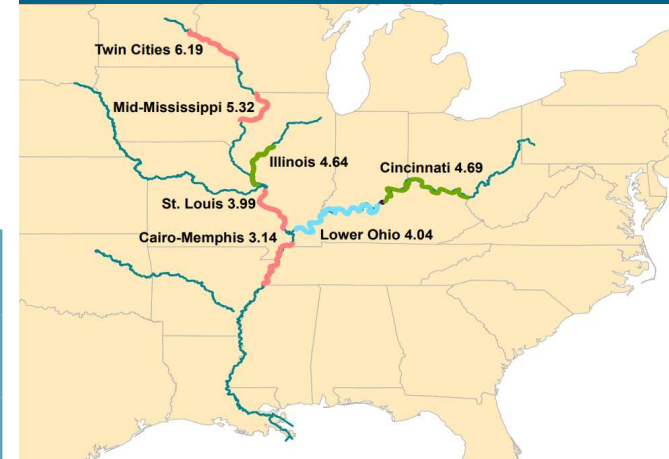 Twin Cities 6.19
Mid-Mississippi 5.32
Illinois 4.64
Cincinnati 4.69
St. Louis 3.99
Cairo-Memphis 3.14
Lower Ohio 4.04